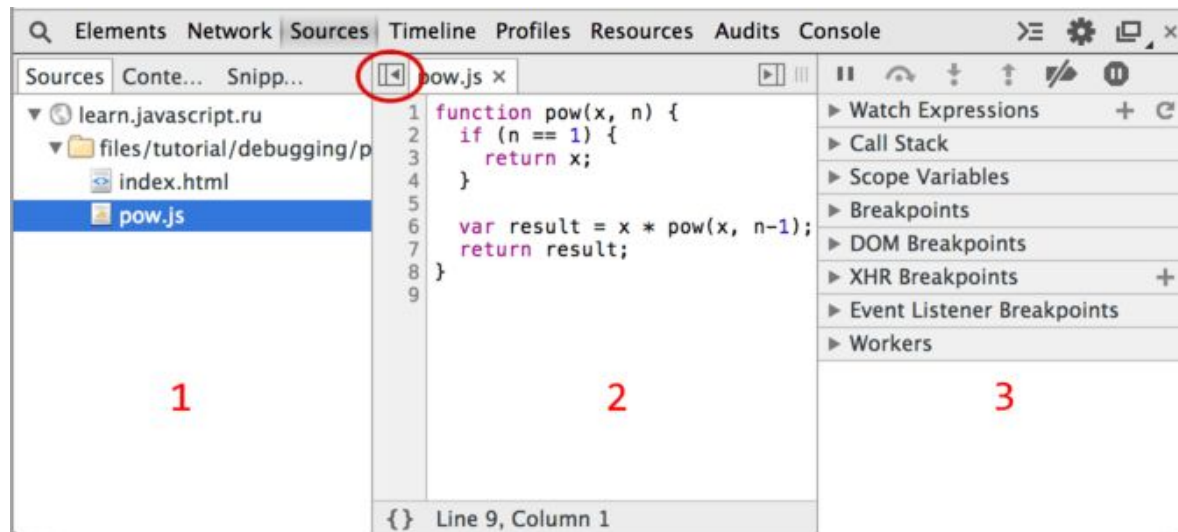 Elements Network Sources Timeline Profiles Resources Audits Console
Sources Conte... Snipp...
learn.javascript.ru
files/tutorial/debugging/p
index.html
pow.js
1
pow.js ×
1 function pow(x, n) {
2   if (n == 1) {
3     return x;
4   }
5
6   var result = x * pow(x, n-1);
7   return result;
8 }
9
2
{} Line 9, Column 1
Watch Expressions
Call Stack
Scope Variables
Breakpoints
DOM Breakpoints
XHR Breakpoints
Event Listener Breakpoints
Workers
3